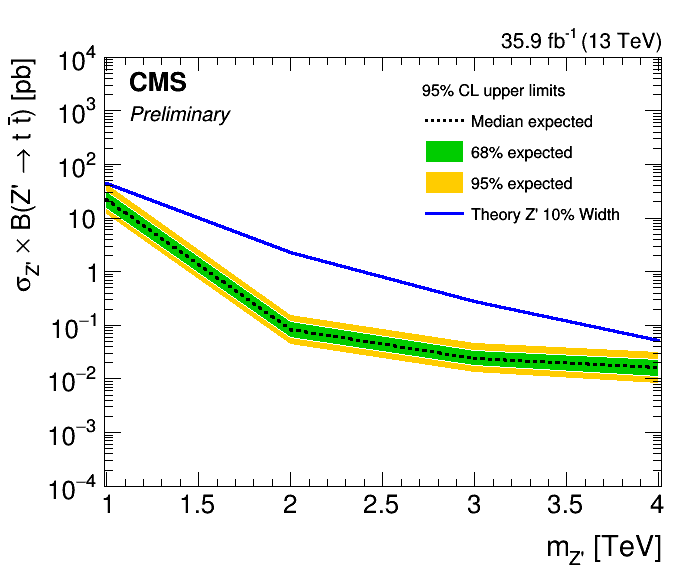 35.9 fb⁻¹ (13 TeV)
CMS
Preliminary
95% CL upper limits
Median expected
68% expected
95% expected
Theory Z' 10% Width
σ_Z' × B(Z' → t t̄) [pb]
10⁴
10³
10²
10
1
10⁻¹
10⁻²
10⁻³
10⁻⁴
1 1.5 2 2.5 3 3.5 4
m_Z' [TeV]